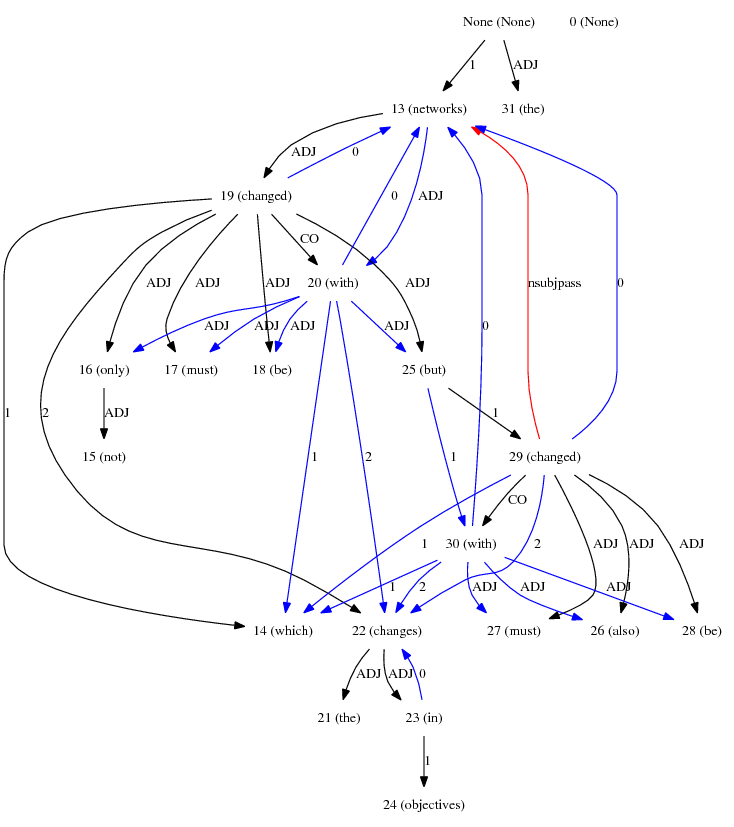 None (None) 0 (None)
1 ADJ
13 (networks) 31 (the)
ADJ 0
19 (changed) 0 ADJ
CO
ADJ ADJ ADJ 20 (with) ADJ nsubjpass 0
ADJ ADJ ADJ ADJ 0
16 (only) 17 (must) 18 (be) 25 (but)
1 2 ADJ 1
15 (not) 1 2 1 29 (changed)
CO
1 30 (with) 2 ADJ ADJ ADJ
1 2 ADJ ADJ ADJ
14 (which) 22 (changes) 27 (must) 26 (also) 28 (be)
ADJ ADJ 0
21 (the) 23 (in)
1
24 (objectives)